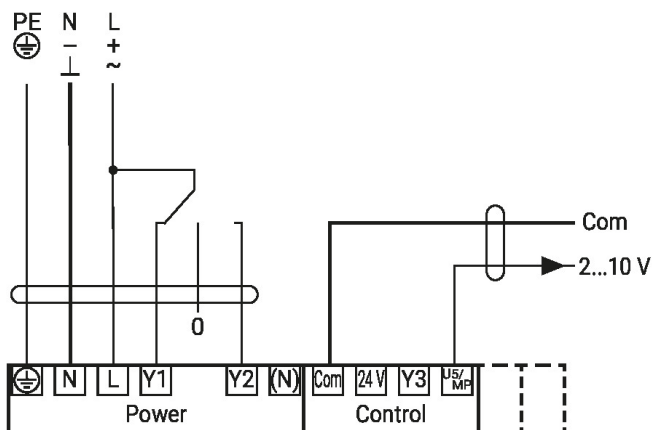 PE N L
− +
⊥ ~
Com
2...10 V
0
N L Y1 Y2 (N) Com 24 V Y3 U5/MP
Power Control